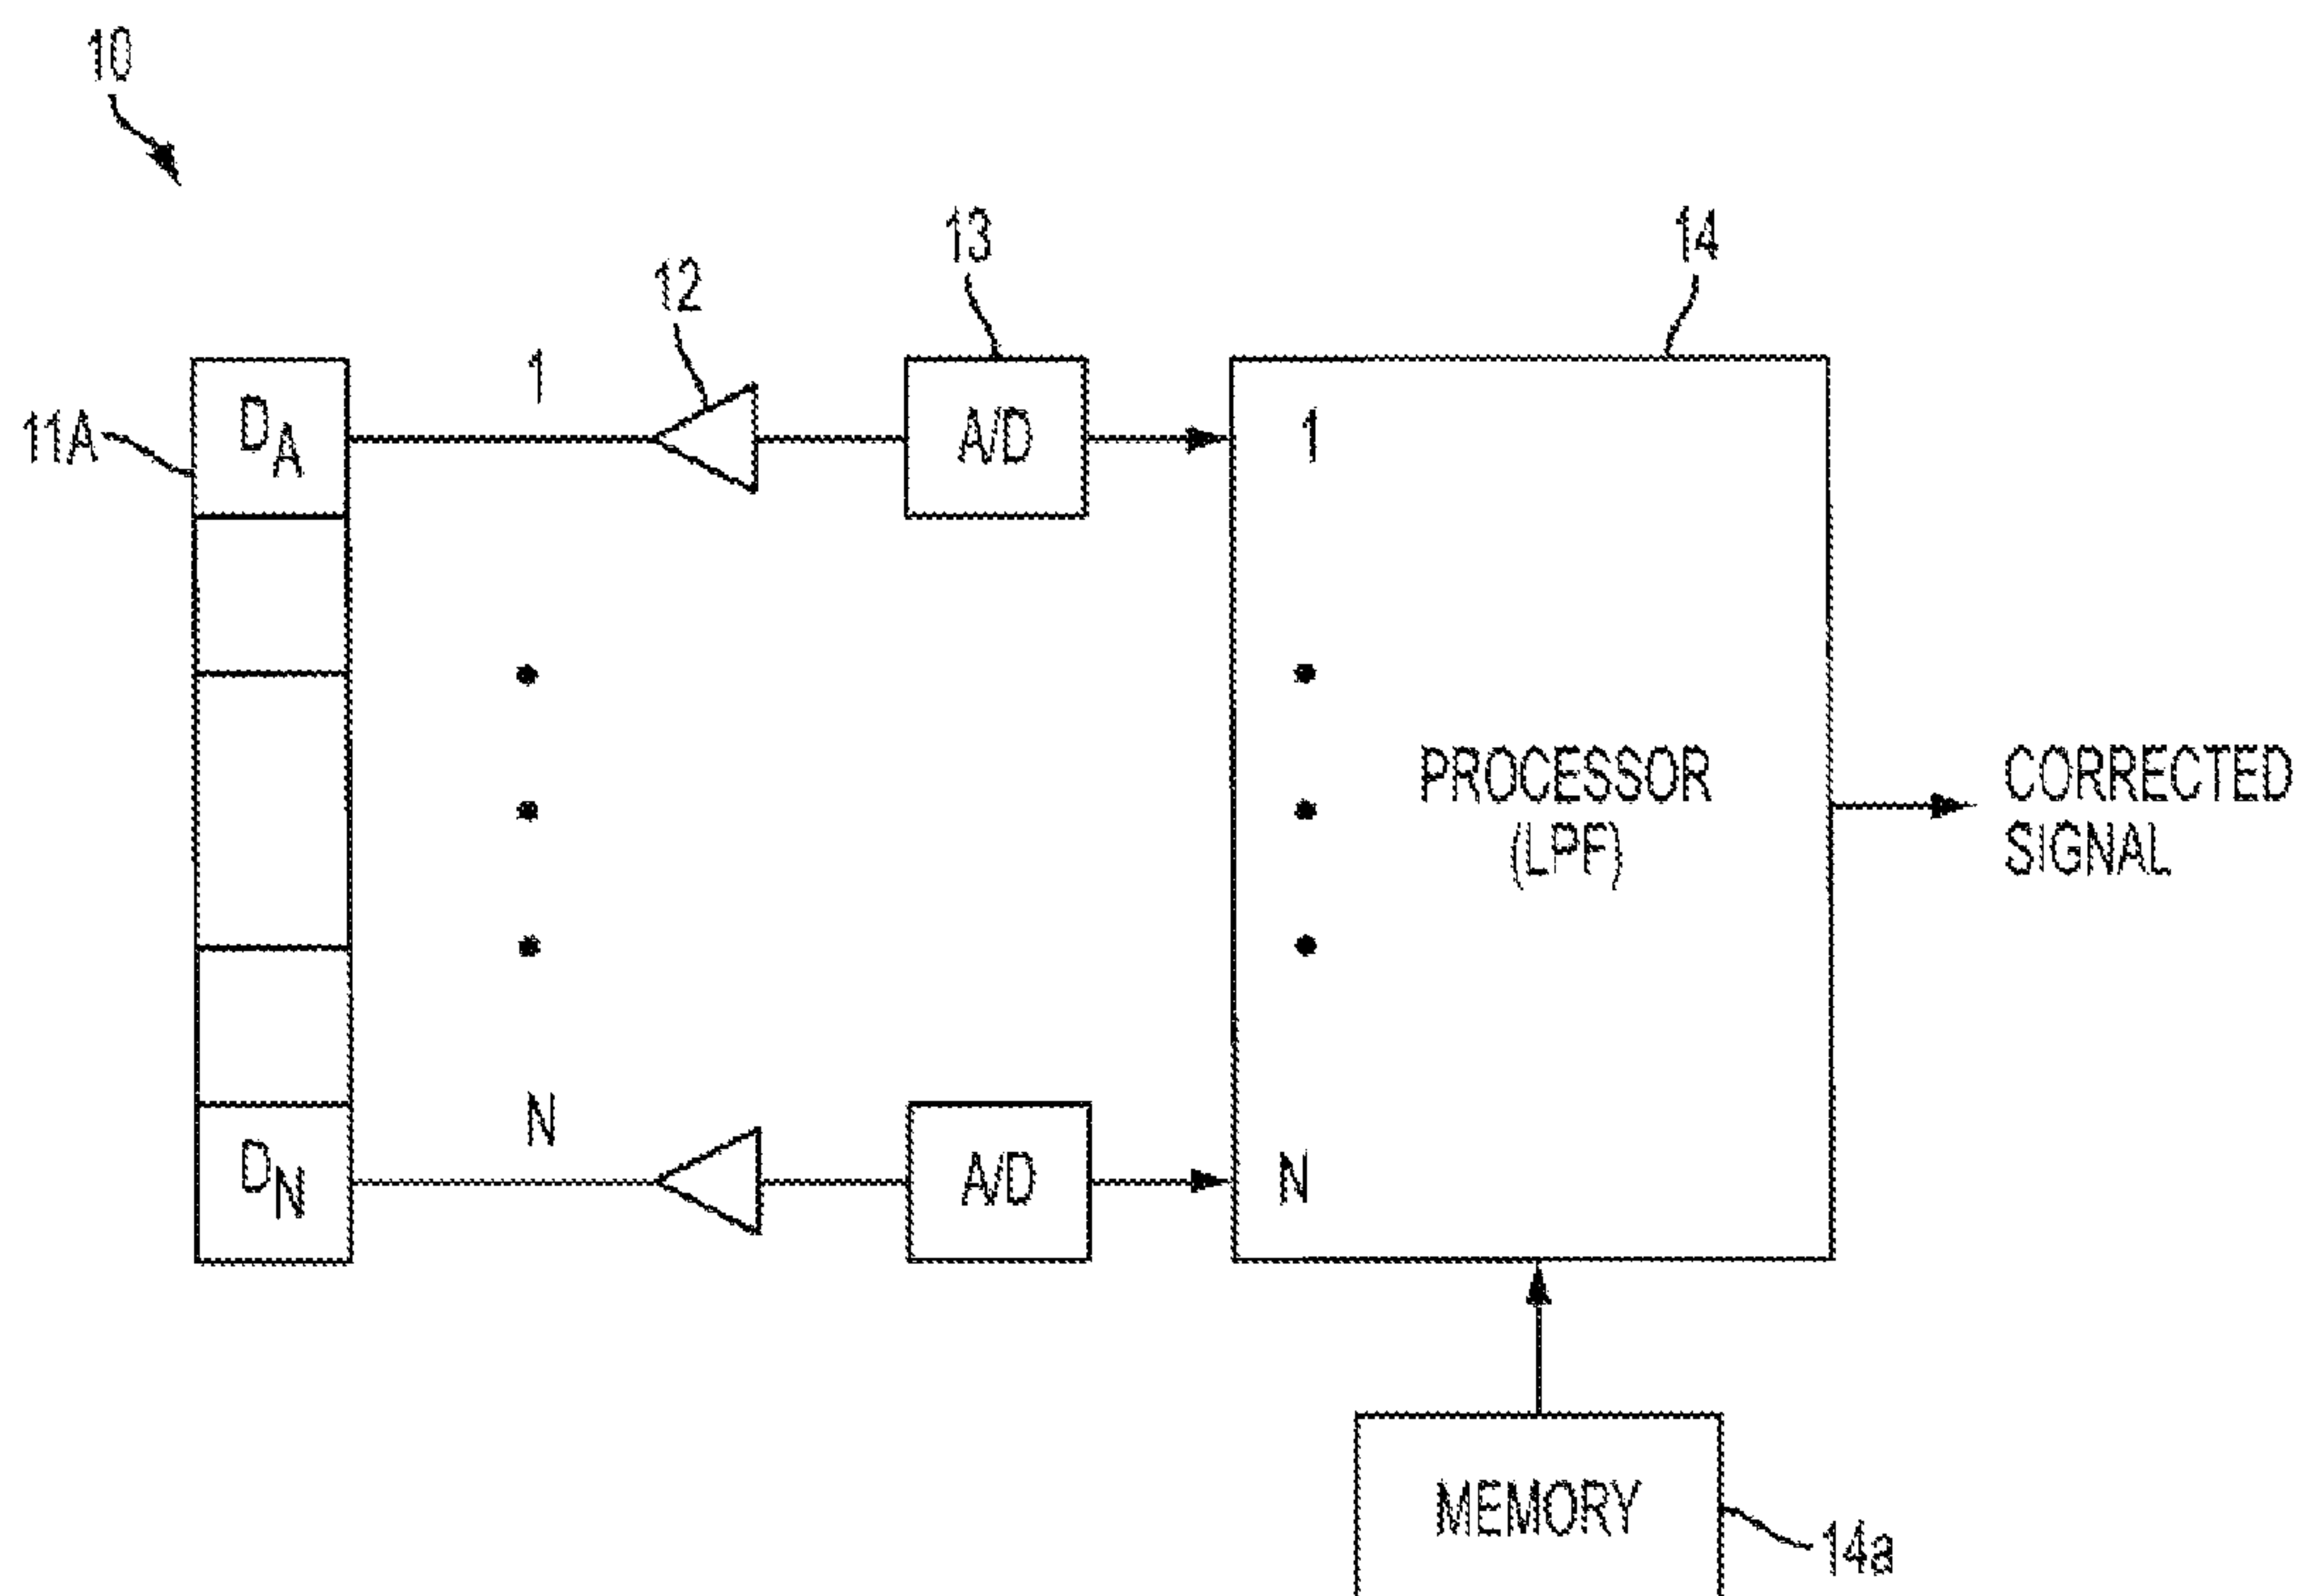 10
13
14
12
1
11A
DA
A/D
1
PROCESSOR
(LPF)
CORRECTED
SIGNAL
N
DN
A/D
N
MEMORY
14a